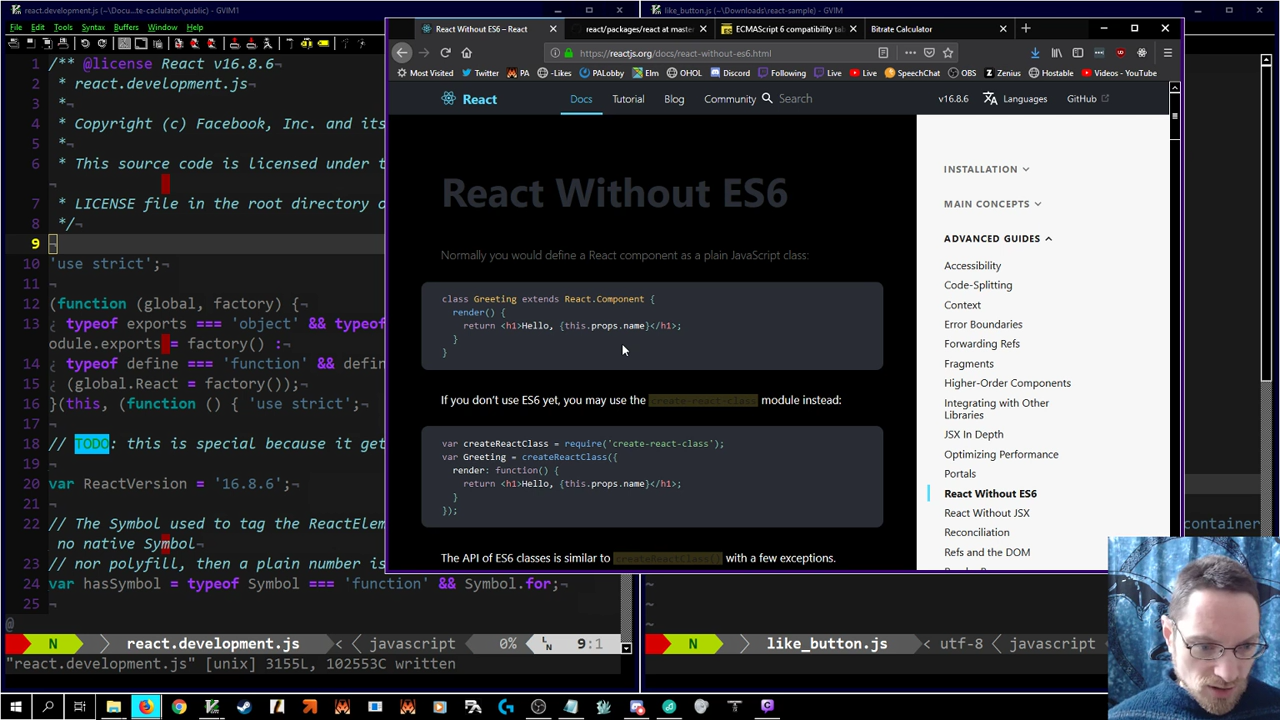 react.development.js (D:\Docu...te-caclulator\public) - GVIM1
like_button.js (~\Downloads\react-sample) - GVIM2
File Edit Tools Syntax Buffers Window Help
1 /** @license React v16.8.6¬
2  * react.development.js¬
3  *¬
4  * Copyright (c) Facebook, Inc. and its
5  *¬
6  * This source code is licensed under t
¬
7  * LICENSE file in the root directory o
8  */¬
9 ¬
10 'use strict';¬
11 ¬
12 (function (global, factory) {¬
13 ¿ typeof exports === 'object' && typeof
odule.exports = factory() :
14 ¿ typeof define === 'function' && defin
15 ¿ (global.React = factory());¬
16 }(this, (function () { 'use strict';¬
17 ¬
18 // TODO: this is special because it get
19 ¬
20 var ReactVersion = '16.8.6';¬
21 ¬
22 // The Symbol used to tag the ReactElem
no native Symbol¬
23 // nor polyfill, then a plain number is
24 var hasSymbol = typeof Symbol === 'function' && Symbol.for;¬
25 ¬
@
N react.development.js < javascript 0% 9:1
"react.development.js" [unix] 3155L, 102553C written
React Without ES6 – React
react/packages/react at maste
ECMAScript 6 compatibility ta
Bitrate Calculator
https://reactjs.org/docs/react-without-es6.html
Most Visited Twitter PA -Likes PALobby Elm OHOL Discord Following Live Live SpeechChat OBS Zenius Hostable Videos - YouTube
React Docs Tutorial Blog Community Search v16.8.6 Languages GitHub
React Without ES6
Normally you would define a React component as a plain JavaScript class:
class Greeting extends React.Component {
render() {
return <h1>Hello, {this.props.name}</h1>;
}
}
If you don't use ES6 yet, you may use the create-react-class module instead:
var createReactClass = require('create-react-class');
var Greeting = createReactClass({
render: function() {
return <h1>Hello, {this.props.name}</h1>;
}
});
The API of ES6 classes is similar to createReactClass() with a few exceptions.
INSTALLATION
MAIN CONCEPTS
ADVANCED GUIDES
Accessibility
Code-Splitting
Context
Error Boundaries
Forwarding Refs
Fragments
Higher-Order Components
Integrating with Other
Libraries
JSX In Depth
Optimizing Performance
Portals
React Without ES6
React Without JSX
Reconciliation
Refs and the DOM
container
~
~
N like_button.js < utf-8 < javascript